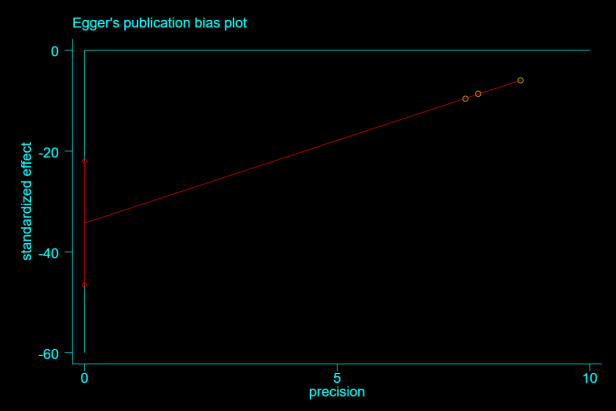 Egger's publication bias plot
standardized effect
0
-20
-40
-60
0 5 10
precision